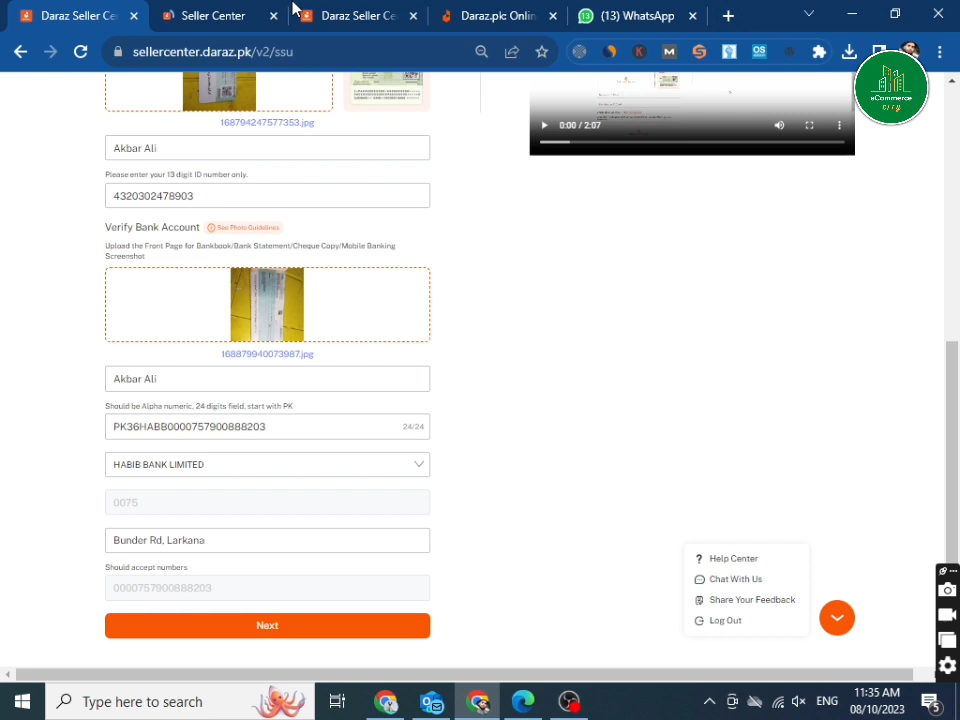 Daraz Seller Ce
Seller Center
Daraz Seller Ce
Daraz.pk: Onlin
(13) WhatsApp
sellercenter.daraz.pk/v2/ssu
eCommerce
city
168794247577353.jpg
0:00 / 2:07
Akbar Ali
Please enter your 13 digit ID number only.
4320302478903
Verify Bank Account
See Photo Guidelines
Upload the Front Page for Bankbook/Bank Statement/Cheque Copy/Mobile Banking
Screenshot
168879940073987.jpg
Akbar Ali
Should be Alpha numeric, 24 digits field, start with PK
PK36HABB0000757900888203
24/24
HABIB BANK LIMITED
0075
Bunder Rd, Larkana
Should accept numbers
0000757900888203
Next
Help Center
Chat With Us
Share Your Feedback
Log Out
Type here to search
ENG
11:35 AM
08/10/2023
5